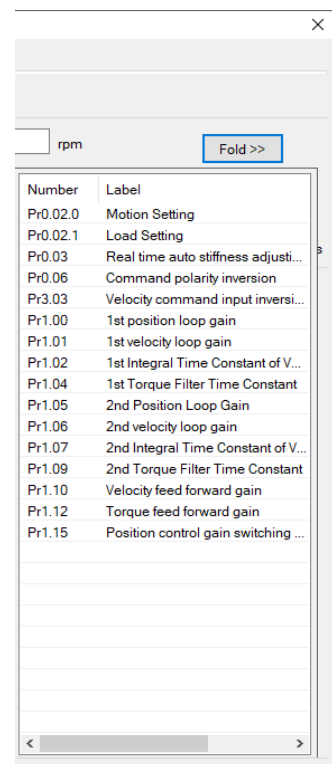 rpm
Fold >>
Number Label
Pr0.02.0 Motion Setting
Pr0.02.1 Load Setting
s
Pr0.03 Real time auto stiffness adjusti...
Pr0.06 Command polarity inversion
Pr3.03 Velocity command input inversi...
Pr1.00 1st position loop gain
Pr1.01 1st velocity loop gain
Pr1.02 1st Integral Time Constant of V...
Pr1.04 1st Torque Filter Time Constant
Pr1.05 2nd Position Loop Gain
Pr1.06 2nd velocity loop gain
Pr1.07 2nd Integral Time Constant of V...
Pr1.09 2nd Torque Filter Time Constant
Pr1.10 Velocity feed forward gain
Pr1.12 Torque feed forward gain
Pr1.15 Position control gain switching ...